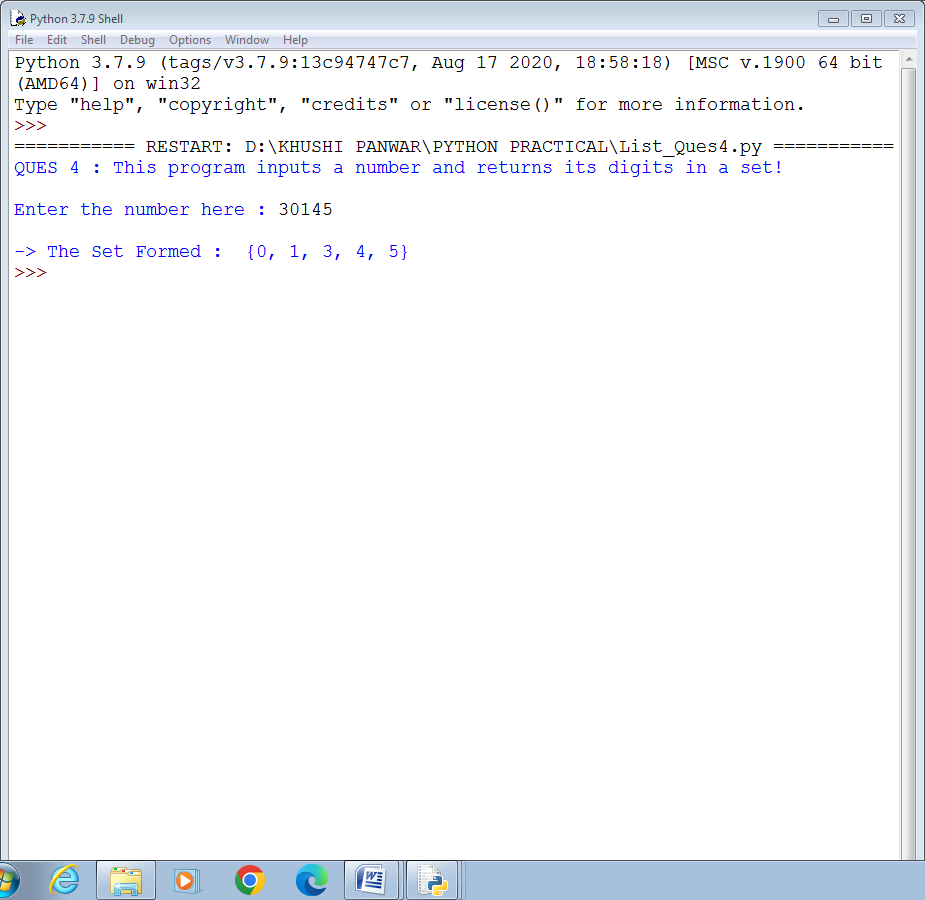 Python 3.7.9 Shell
File Edit Shell Debug Options Window Help
Python 3.7.9 (tags/v3.7.9:13c94747c7, Aug 17 2020, 18:58:18) [MSC v.1900 64 bit
(AMD64)] on win32
Type "help", "copyright", "credits" or "license()" for more information.
>>>
=========== RESTART: D:\KHUSHI PANWAR\PYTHON PRACTICAL\List_Ques4.py ===========
QUES 4 : This program inputs a number and returns its digits in a set!
Enter the number here : 30145
-> The Set Formed :  {0, 1, 3, 4, 5}
>>>